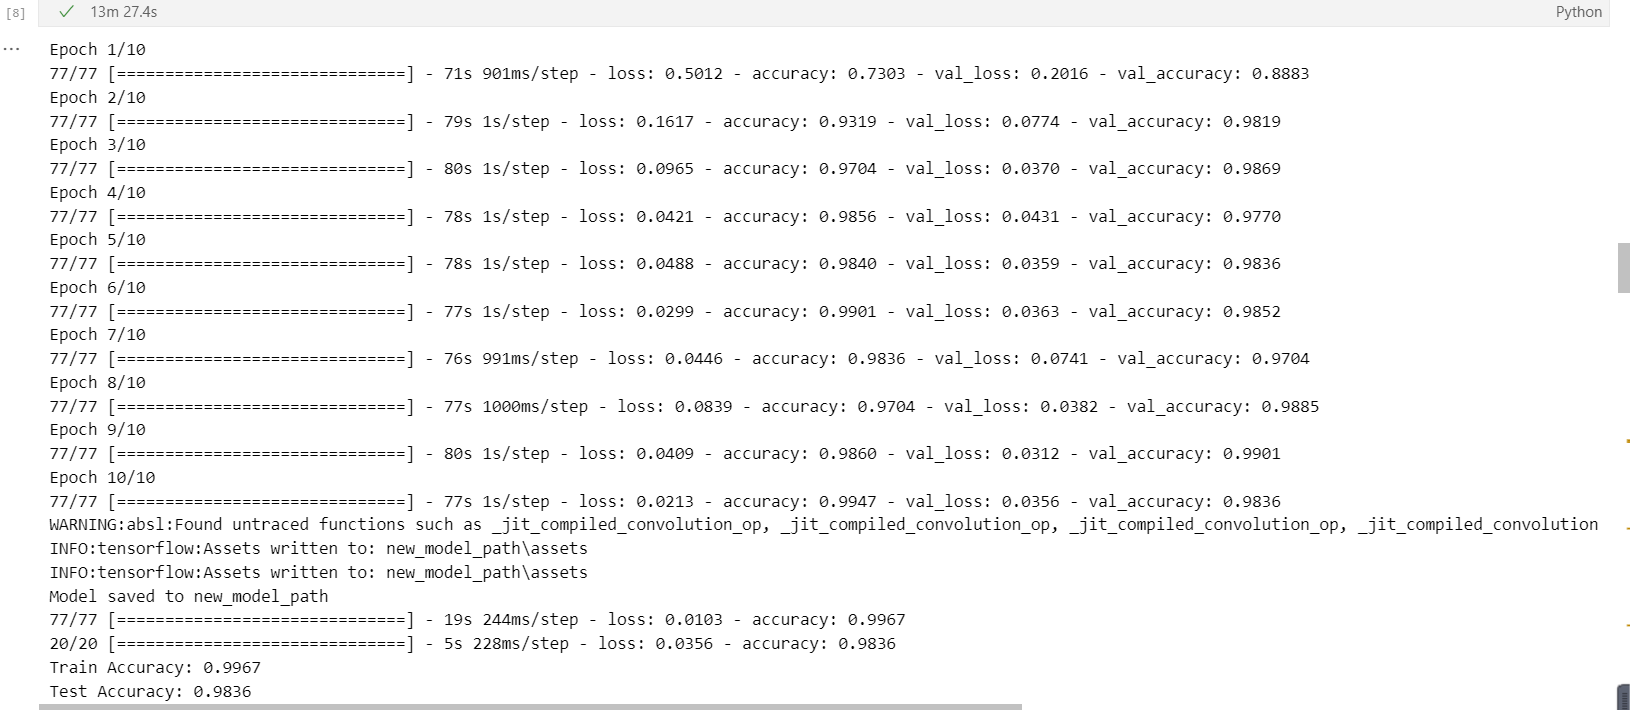 [8] ✓ 13m 27.4s Python
... Epoch 1/10
77/77 [==============================] - 71s 901ms/step - loss: 0.5012 - accuracy: 0.7303 - val_loss: 0.2016 - val_accuracy: 0.8883
Epoch 2/10
77/77 [==============================] - 79s 1s/step - loss: 0.1617 - accuracy: 0.9319 - val_loss: 0.0774 - val_accuracy: 0.9819
Epoch 3/10
77/77 [==============================] - 80s 1s/step - loss: 0.0965 - accuracy: 0.9704 - val_loss: 0.0370 - val_accuracy: 0.9869
Epoch 4/10
77/77 [==============================] - 78s 1s/step - loss: 0.0421 - accuracy: 0.9856 - val_loss: 0.0431 - val_accuracy: 0.9770
Epoch 5/10
77/77 [==============================] - 78s 1s/step - loss: 0.0488 - accuracy: 0.9840 - val_loss: 0.0359 - val_accuracy: 0.9836
Epoch 6/10
77/77 [==============================] - 77s 1s/step - loss: 0.0299 - accuracy: 0.9901 - val_loss: 0.0363 - val_accuracy: 0.9852
Epoch 7/10
77/77 [==============================] - 76s 991ms/step - loss: 0.0446 - accuracy: 0.9836 - val_loss: 0.0741 - val_accuracy: 0.9704
Epoch 8/10
77/77 [==============================] - 77s 1000ms/step - loss: 0.0839 - accuracy: 0.9704 - val_loss: 0.0382 - val_accuracy: 0.9885
Epoch 9/10
77/77 [==============================] - 80s 1s/step - loss: 0.0409 - accuracy: 0.9860 - val_loss: 0.0312 - val_accuracy: 0.9901
Epoch 10/10
77/77 [==============================] - 77s 1s/step - loss: 0.0213 - accuracy: 0.9947 - val_loss: 0.0356 - val_accuracy: 0.9836
WARNING:absl:Found untraced functions such as _jit_compiled_convolution_op, _jit_compiled_convolution_op, _jit_compiled_convolution_op, _jit_compiled_convolution
INFO:tensorflow:Assets written to: new_model_path\assets
INFO:tensorflow:Assets written to: new_model_path\assets
Model saved to new_model_path
77/77 [==============================] - 19s 244ms/step - loss: 0.0103 - accuracy: 0.9967
20/20 [==============================] - 5s 228ms/step - loss: 0.0356 - accuracy: 0.9836
Train Accuracy: 0.9967
Test Accuracy: 0.9836